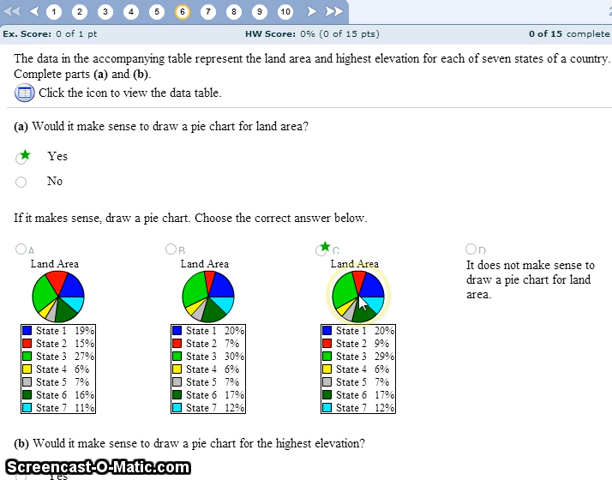 1 2 3 4 5 6 7 8 9 10
Ex. Score: 0 of 1 pt HW Score: 0% (0 of 15 pts) 0 of 15 complete
The data in the accompanying table represent the land area and highest elevation for each of seven states of a country.
Complete parts (a) and (b).
Click the icon to view the data table.
(a) Would it make sense to draw a pie chart for land area?
Yes
No
If it makes sense, draw a pie chart. Choose the correct answer below.
A
Land Area
State 1 19%
State 2 15%
State 3 27%
State 4 6%
State 5 7%
State 6 16%
State 7 11%
B
Land Area
State 1 20%
State 2 7%
State 3 30%
State 4 6%
State 5 7%
State 6 17%
State 7 12%
C
Land Area
State 1 20%
State 2 9%
State 3 29%
State 4 6%
State 5 7%
State 6 17%
State 7 12%
D
It does not make sense to
draw a pie chart for land
area.
(b) Would it make sense to draw a pie chart for the highest elevation?
Yes
Screencast-O-Matic.com